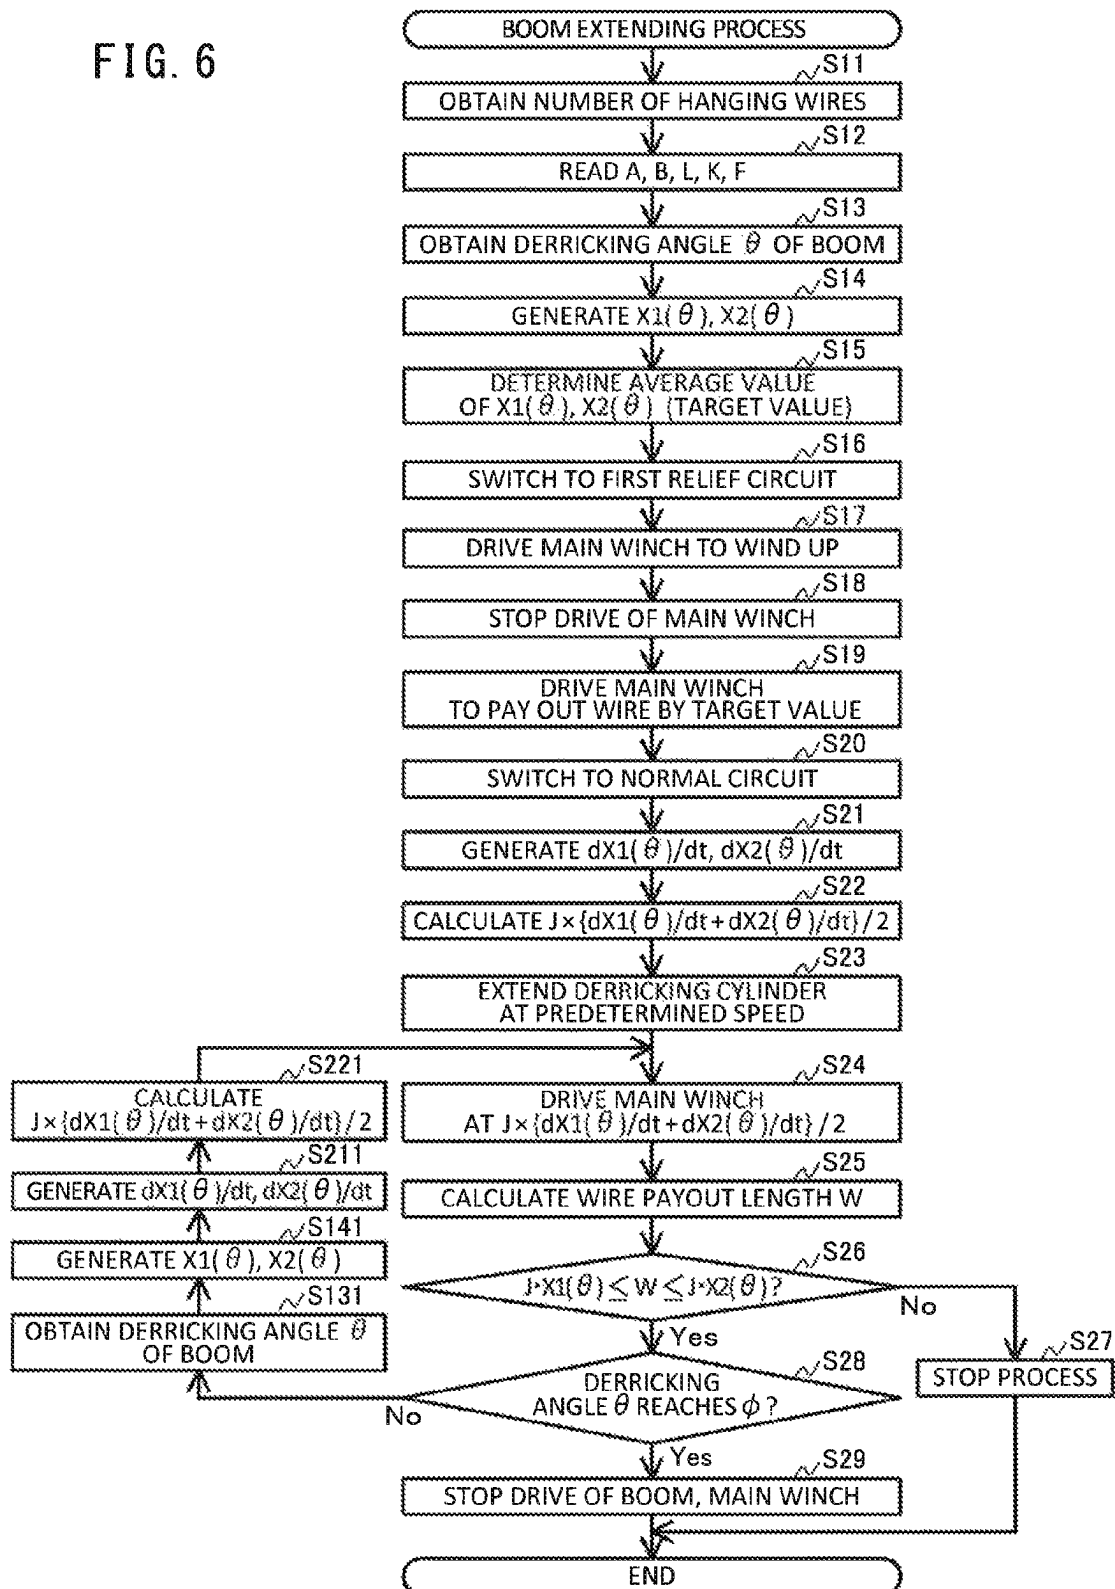 FIG. 6
BOOM EXTENDING PROCESS
S11
OBTAIN NUMBER OF HANGING WIRES
S12
READ A, B, L, K, F
S13
OBTAIN DERRICKING ANGLE θ OF BOOM
S14
GENERATE X1(θ), X2(θ)
S15
DETERMINE AVERAGE VALUE
OF X1(θ), X2(θ) (TARGET VALUE)
S16
SWITCH TO FIRST RELIEF CIRCUIT
S17
DRIVE MAIN WINCH TO WIND UP
S18
STOP DRIVE OF MAIN WINCH
S19
DRIVE MAIN WINCH
TO PAY OUT WIRE BY TARGET VALUE
S20
SWITCH TO NORMAL CIRCUIT
S21
GENERATE dX1(θ)/dt, dX2(θ)/dt
S22
CALCULATE J×{dX1(θ)/dt+dX2(θ)/dt}/2
S23
EXTEND DERRICKING CYLINDER
AT PREDETERMINED SPEED
S24
DRIVE MAIN WINCH
AT J×{dX1(θ)/dt+dX2(θ)/dt}/2
S25
CALCULATE WIRE PAYOUT LENGTH W
S26
J·X1(θ)≦W≦J·X2(θ)?
No
Yes
S27
STOP PROCESS
S28
DERRICKING
ANGLE θ REACHES ϕ?
No
Yes
S131
OBTAIN DERRICKING ANGLE θ
OF BOOM
S141
GENERATE X1(θ), X2(θ)
S211
GENERATE dX1(θ)/dt, dX2(θ)/dt
S221
CALCULATE
J×{dX1(θ)/dt+dX2(θ)/dt}/2
S29
STOP DRIVE OF BOOM, MAIN WINCH
END